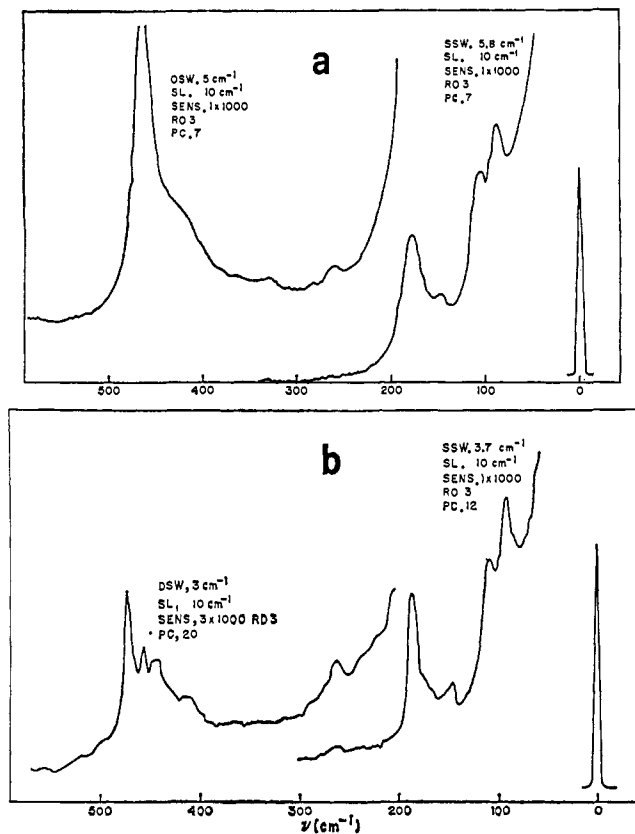 a
OSW, 5 cm⁻¹
SL. 10 cm⁻¹
SENS, 1x1000
RO 3
PC, 7
SSW, 5.8 cm⁻¹
SL. 10 cm⁻¹
SENS, 1x1000
RO 3
PC, 7
500 400 300 200 100 0
b
DSW, 3 cm⁻¹
SL, 10 cm⁻¹
SENS, 3x1000 RD3
PC, 20
SSW, 3.7 cm⁻¹
SL. 10 cm⁻¹
SENS, 1x1000
RO 3
PC, 12
500 400 300 200 100 0
ν (cm⁻¹)